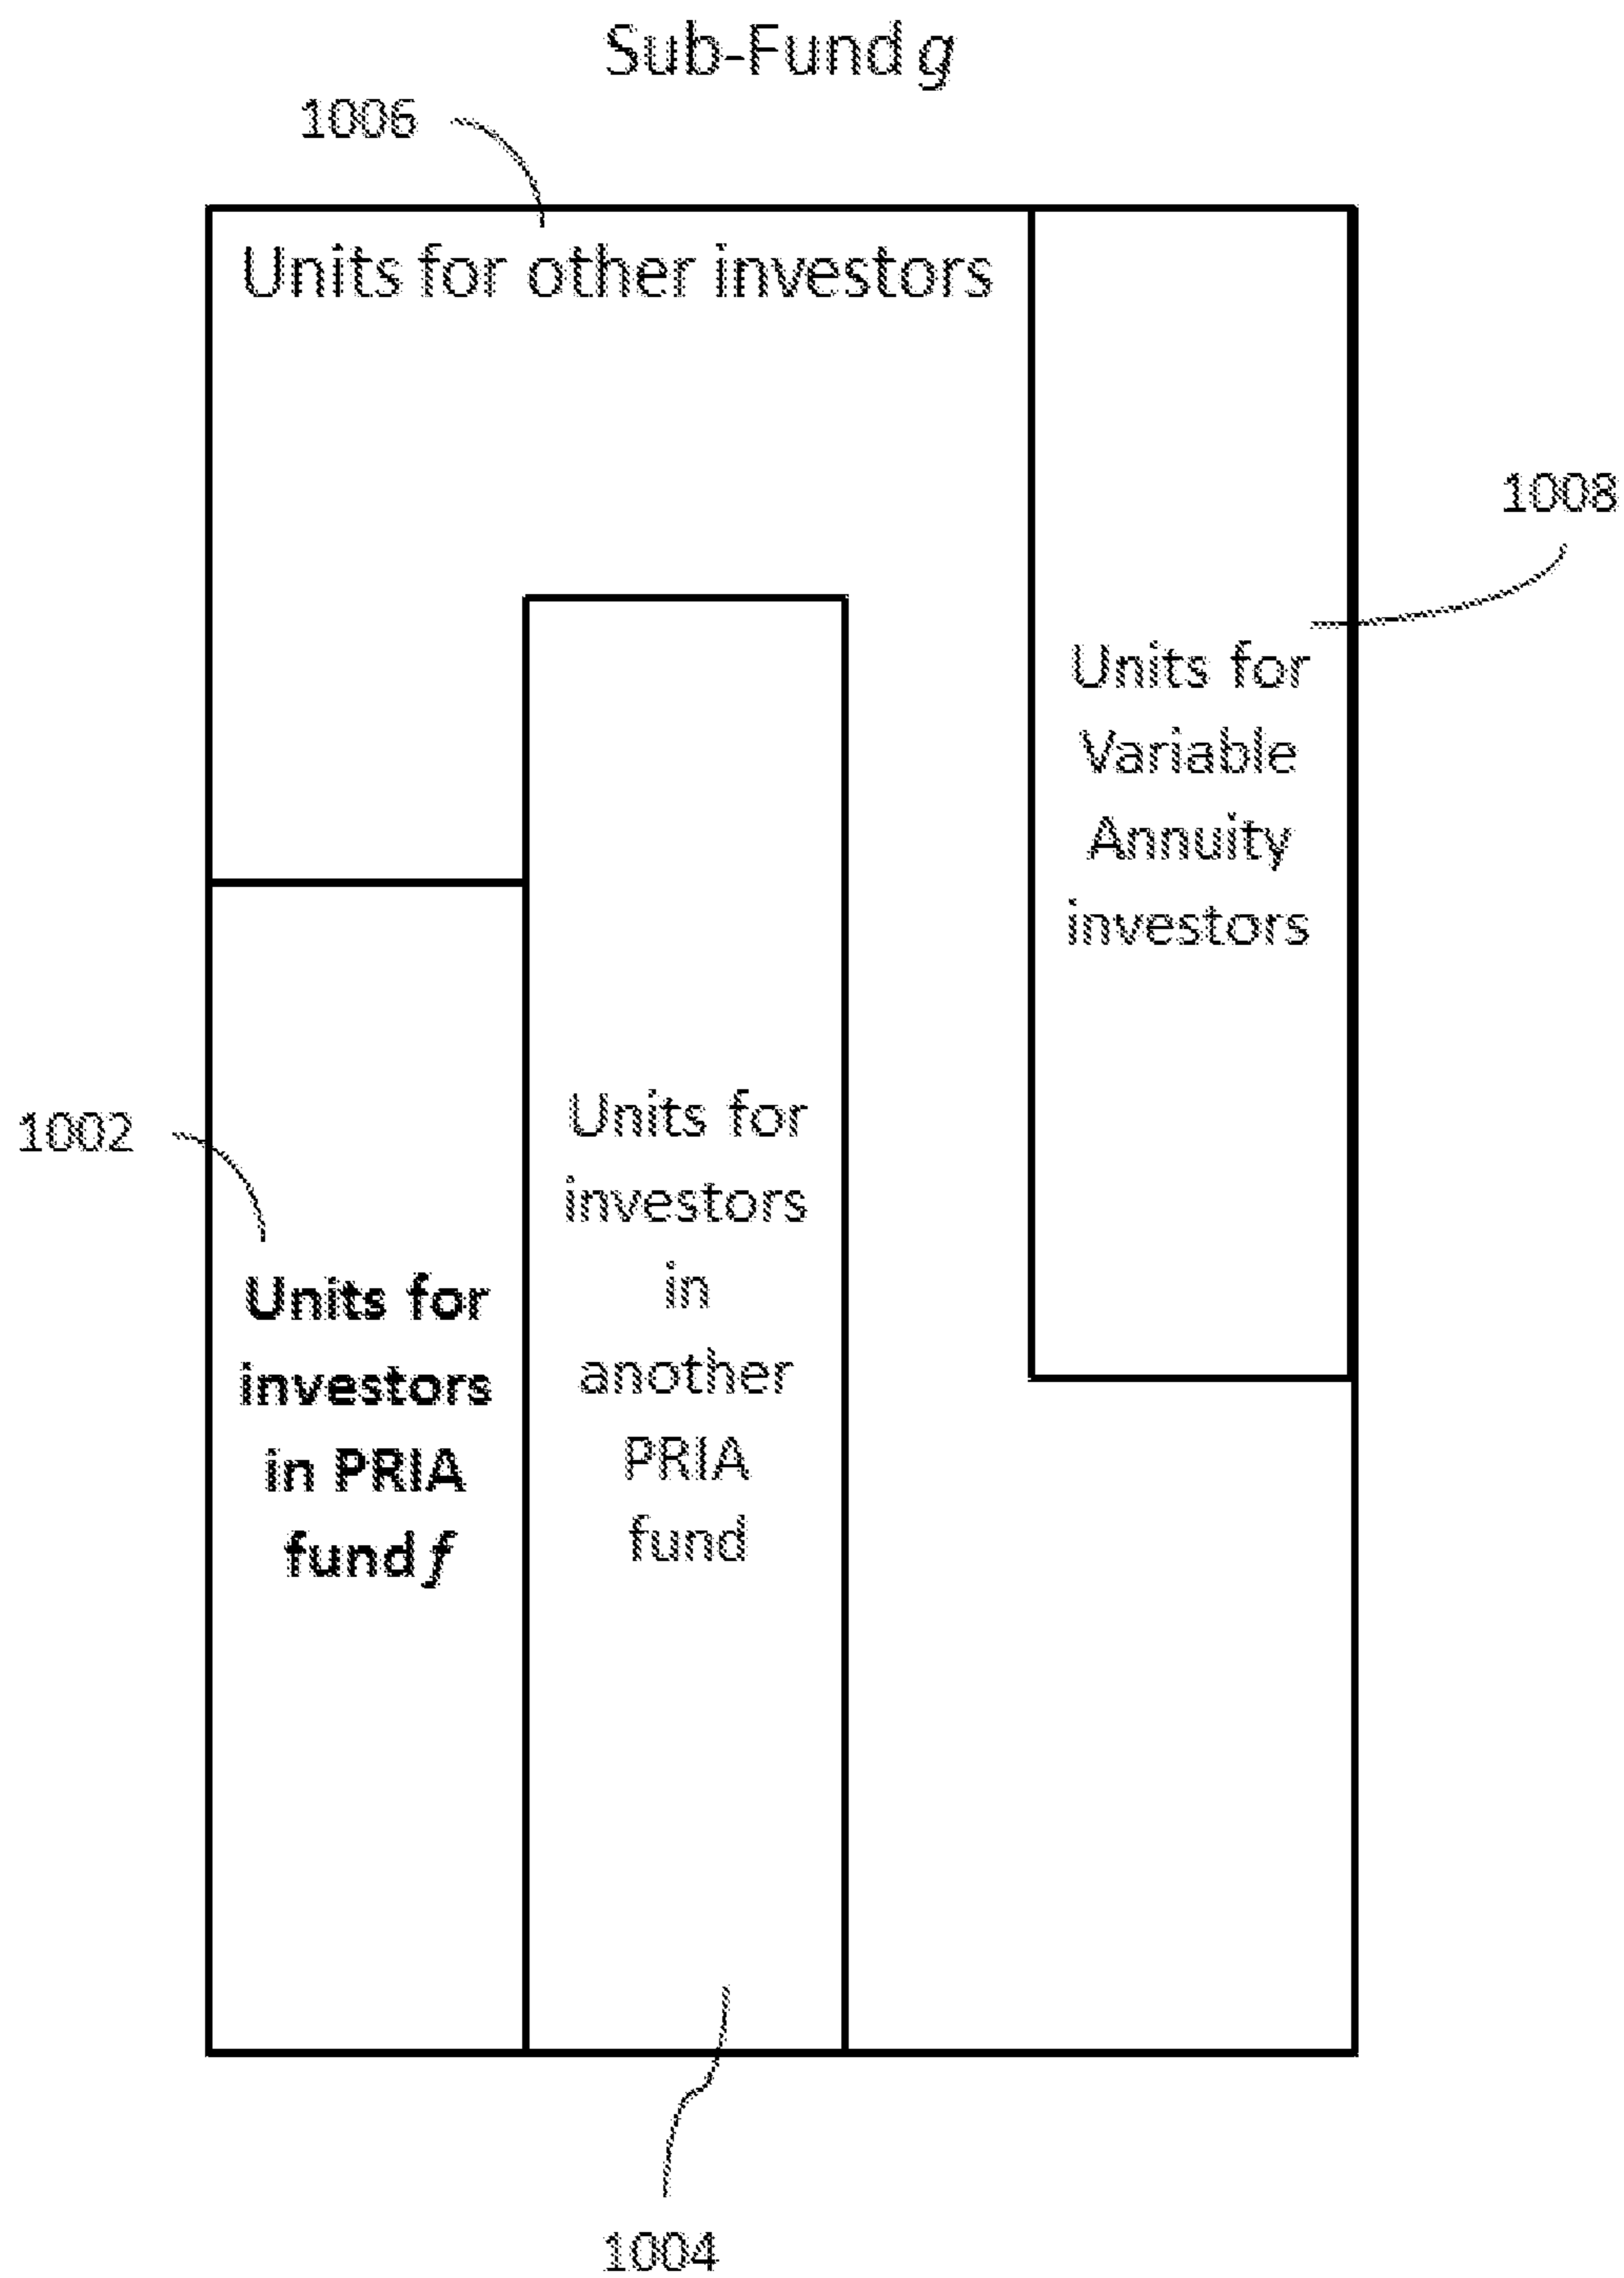 Sub-Fund g
1006
Units for other investors
1008
Units for
Variable
Annuity
investors
1002
Units for
investors
in PRIA
fund f
Units for
investors
in
another
PRIA
fund
1004